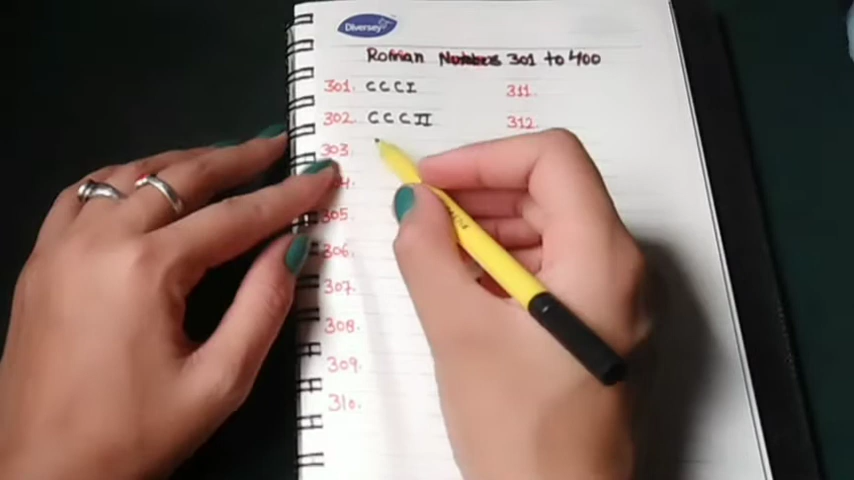 Diversey
Roman Numbers 301 to 400
301. CCCI 311.
302. CCCII 312.
303.
304.
305.
306.
307.
308.
309.
310.